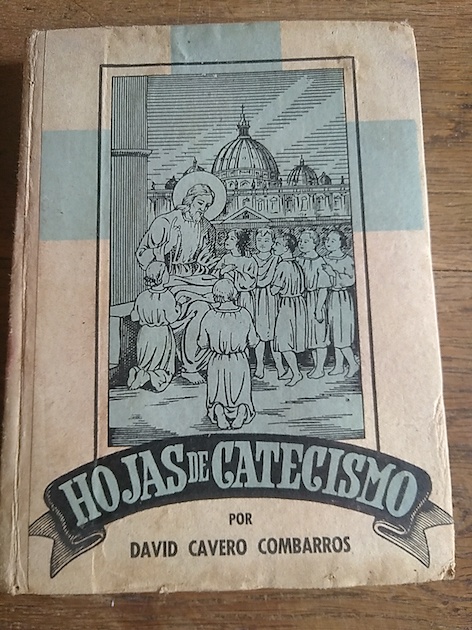 HOJAS DE CATECISMO
POR
DAVID CAVERO COMBARROS